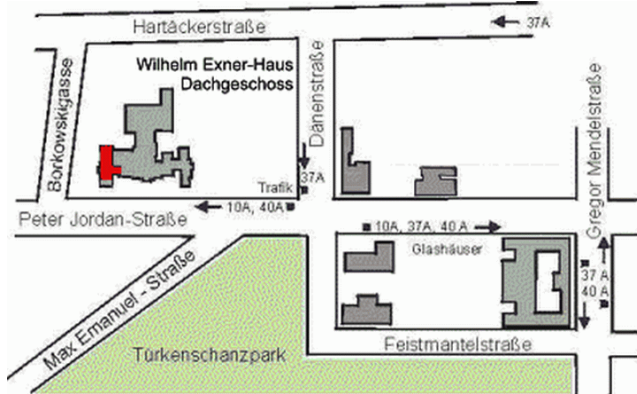 Hartäckerstraße
37A
Wilhelm Exner-Haus
Dachgeschoss
Borkowskigasse
Dänenstraße
Gregor Mendelstraße
37A
Trafik
10A, 40A
Peter Jordan-Straße
10A, 37A, 40 A
Glashäuser
37 A
40 A
Max Emanuel - Straße
Türkenschanzpark
Feistmantelstraße